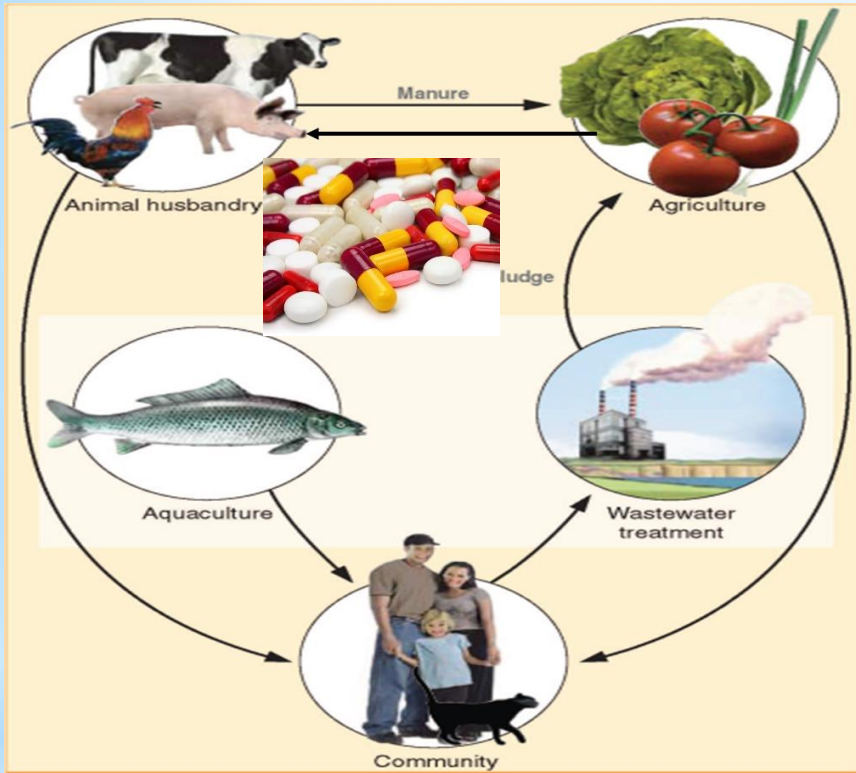 Manure
Animal husbandry
Agriculture
ludge
Aquaculture
Wastewater
treatment
Community